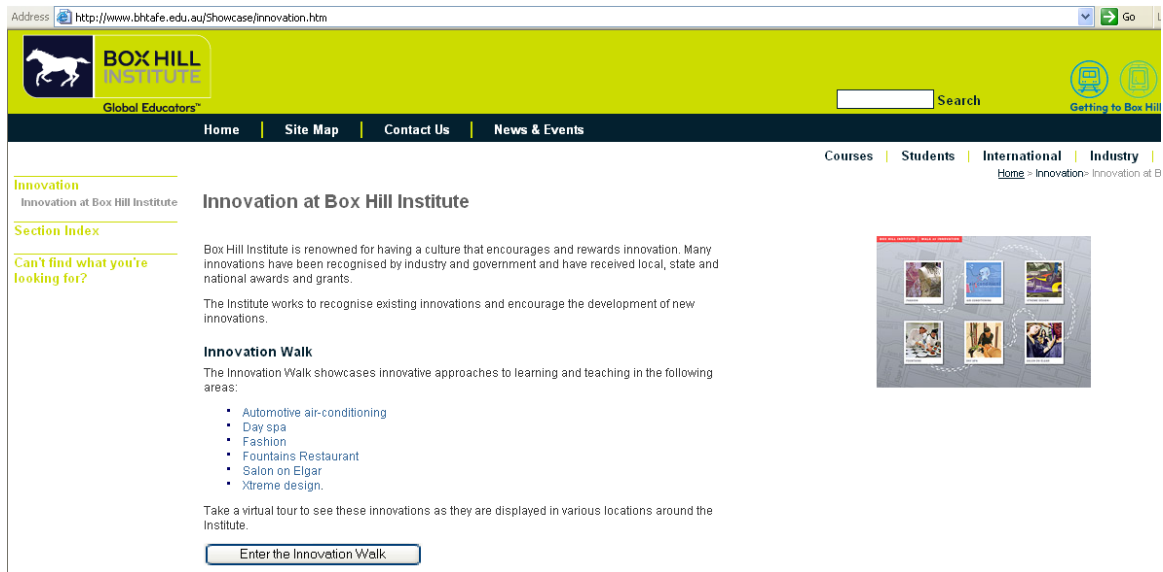 Address http://www.bhtafe.edu.au/Showcase/innovation.htm Go
BOX HILL
INSTITUTE
Global Educators™
Search
Getting to Box Hill
Home | Site Map | Contact Us | News & Events
Courses | Students | International | Industry |
Home > Innovation> Innovation at B
Innovation
Innovation at Box Hill Institute
Section Index
Can't find what you're
looking for?
Innovation at Box Hill Institute
Box Hill Institute is renowned for having a culture that encourages and rewards innovation. Many
innovations have been recognised by industry and government and have received local, state and
national awards and grants.
The Institute works to recognise existing innovations and encourage the development of new
innovations.
Innovation Walk
The Innovation Walk showcases innovative approaches to learning and teaching in the following
areas:
Automotive air-conditioning
Day spa
Fashion
Fountains Restaurant
Salon on Elgar
Xtreme design.
Take a virtual tour to see these innovations as they are displayed in various locations around the
Institute.
Enter the Innovation Walk